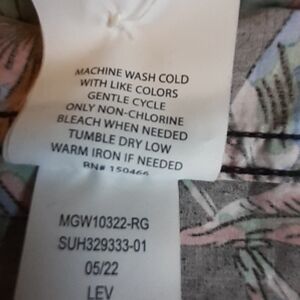 MACHINE WASH COLD
WITH LIKE COLORS
GENTLE CYCLE
ONLY NON-CHLORINE
BLEACH WHEN NEEDED
TUMBLE DRY LOW
WARM IRON IF NEEDED
RN# 150466
MGW10322-RG
SUH329333-01
05/22
LEV